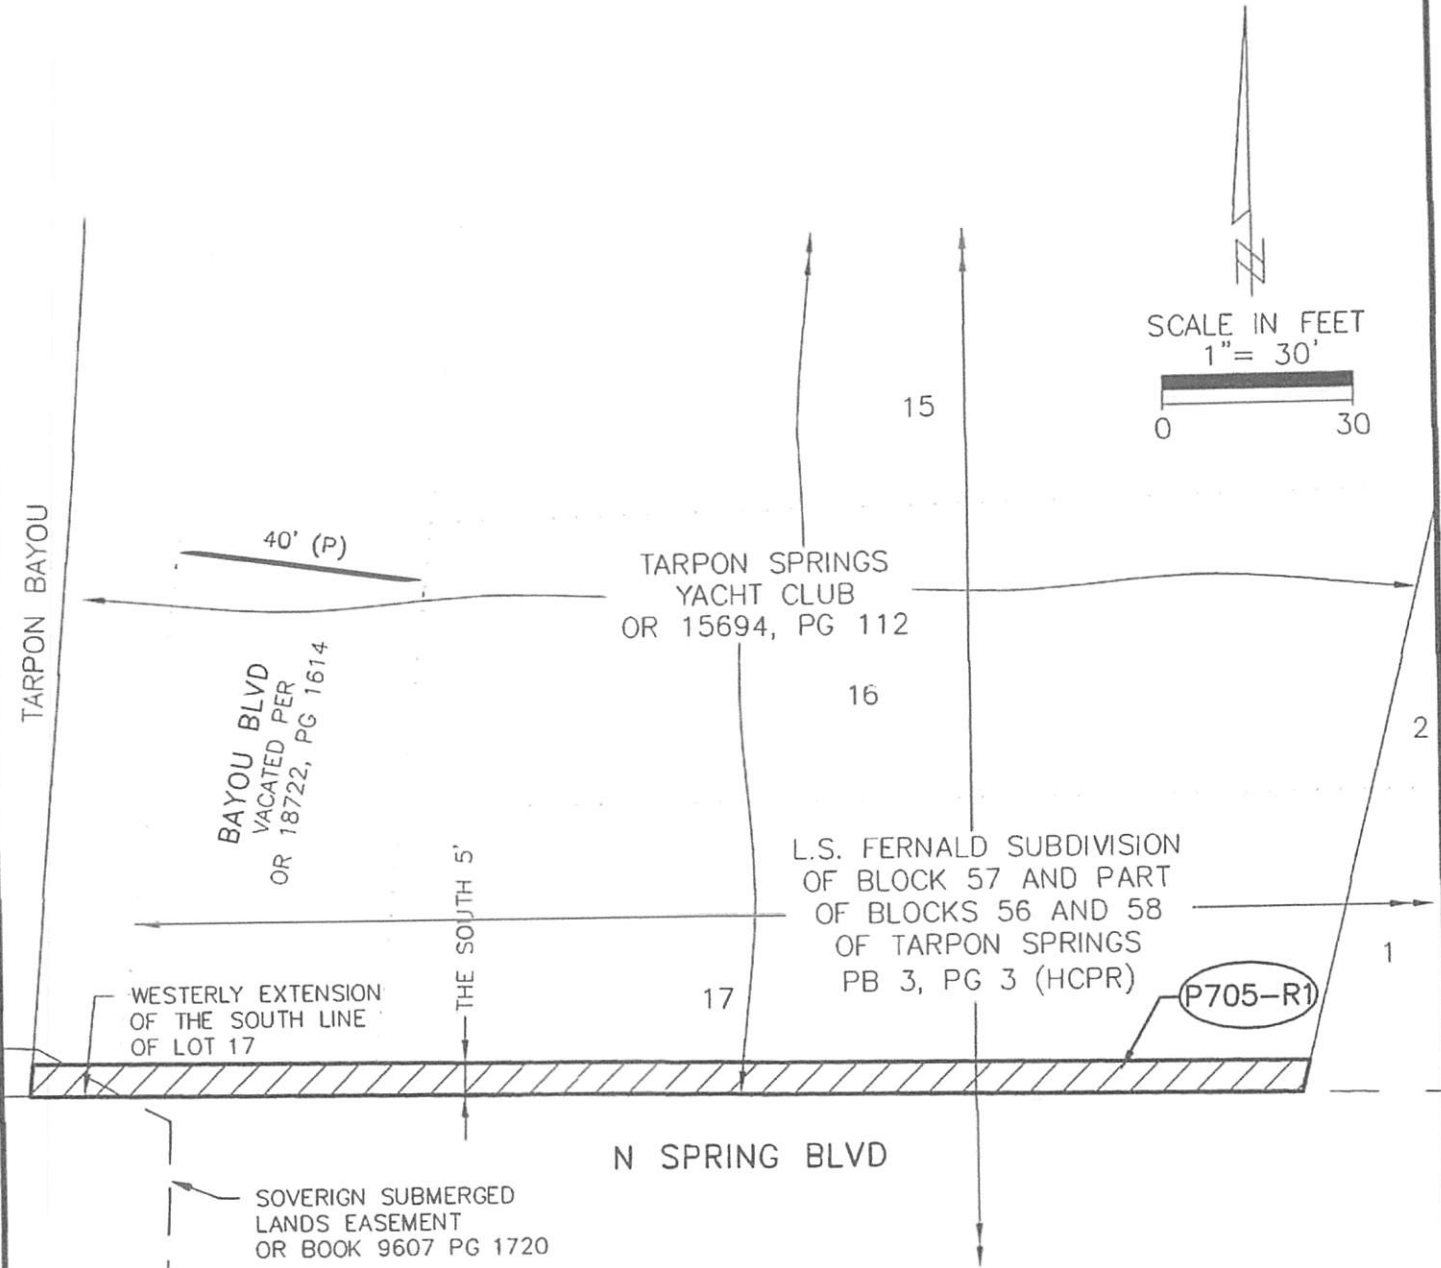 SCALE IN FEET
1"= 30'
0 30
15
TARPON BAYOU
40' (P)
TARPON SPRINGS
YACHT CLUB
OR 15694, PG 112
16
2
BAYOU BLVD
VACATED PER
OR 18722, PG 1614
THE SOUTH 5'
L.S. FERNALD SUBDIVISION
OF BLOCK 57 AND PART
OF BLOCKS 56 AND 58
OF TARPON SPRINGS
PB 3, PG 3 (HCPR)
1
17
P705-R1
WESTERLY EXTENSION
OF THE SOUTH LINE
OF LOT 17
N SPRING BLVD
SOVERIGN SUBMERGED
LANDS EASEMENT
OR BOOK 9607 PG 1720